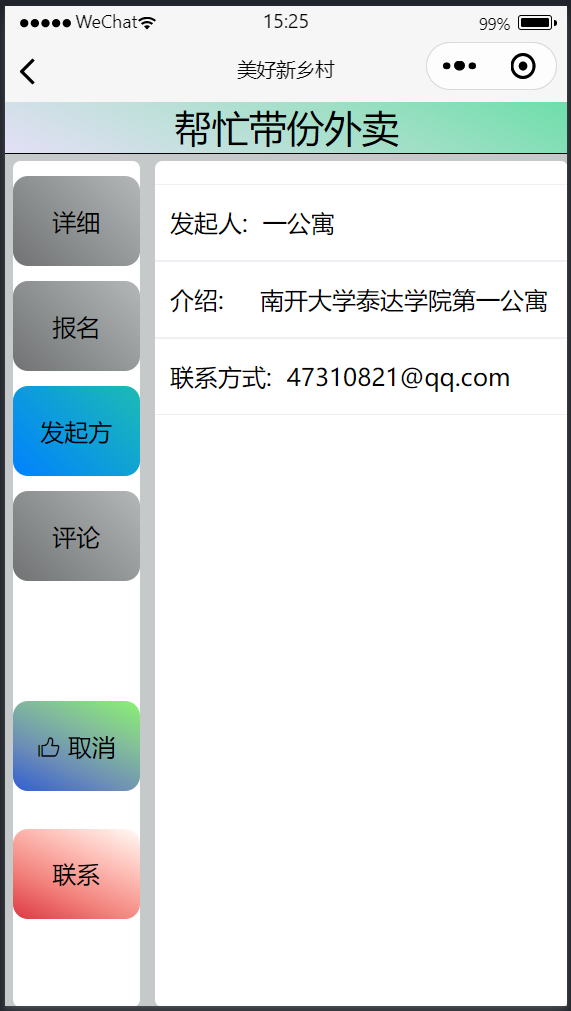 WeChat 15:25 99%
美好新乡村
帮忙带份外卖
详细
报名
发起方
评论
取消
联系
发起人: 一公寓
介绍: 南开大学泰达学院第一公寓
联系方式: 47310821@qq.com